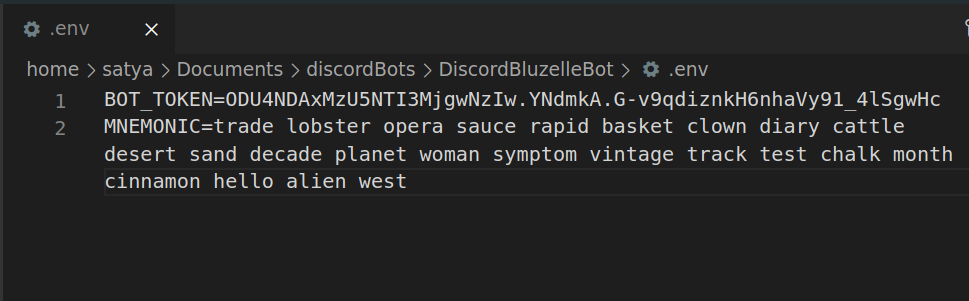 .env
home > satya > Documents > discordBots > DiscordBluzelleBot > .env
1 BOT_TOKEN=ODU4NDAxMzU5NTI3MjgwNzIw.YNdmkA.G-v9qdiznkH6nhaVy91_4lSgwHc
2 MNEMONIC=trade lobster opera sauce rapid basket clown diary cattle
desert sand decade planet woman symptom vintage track test chalk month
cinnamon hello alien west